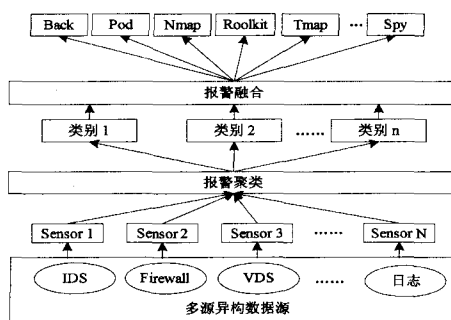 Back Pod Nmap Roolkit Tmap ... Spy
报警融合
类别 1 类别 2 ...... 类别 n
报警聚类
Sensor 1 Sensor 2 Sensor 3 ...... Sensor N
IDS Firewall VDS ...... 日志
多源异构数据源